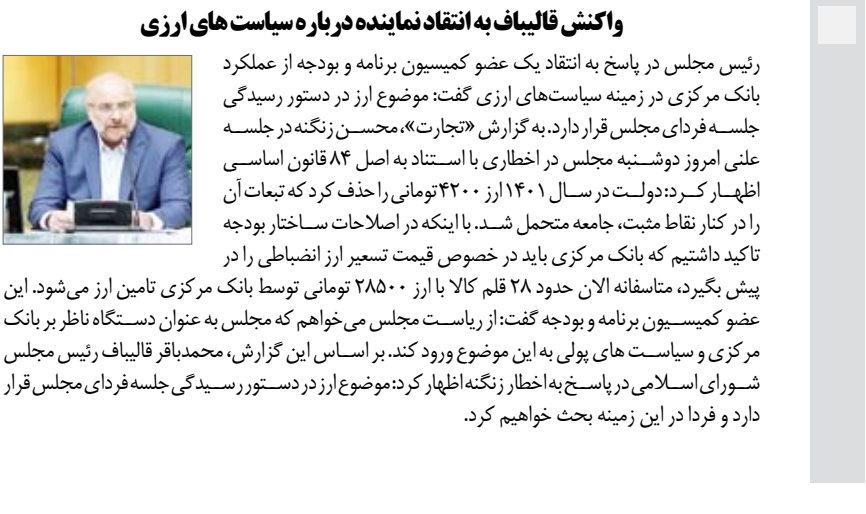 واکنش قالیباف به انتقاد نماینده درباره سیاست های ارزی
رئیس مجلس در پاسخ به انتقاد یک عضو کمیسیون برنامه و بودجه از عملکرد
بانک مرکزی در زمینه سیاست‌های ارزی گفت: موضوع ارز در دستور رسیدگی
جلسه فردای مجلس قرار دارد. به گزارش «تجارت»، محسن زنگنه در جلسه
علنی امروز دوشنبه مجلس در اخطاری با استناد به اصل ۸۴ قانون اساسی
اظهار کرد: دولت در سال ۱۴۰۱ ارز ۴۲۰۰ تومانی را حذف کرد که تبعات آن
را در کنار نقاط مثبت، جامعه متحمل شد. با اینکه در اصلاحات ساختار بودجه
تاکید داشتیم که بانک مرکزی باید در خصوص قیمت تسعیر ارز انضباطی را در
پیش بگیرد، متاسفانه الان حدود ۲۸ قلم کالا با ارز ۲۸۵۰۰ تومانی توسط بانک مرکزی تامین ارز می‌شود. این
عضو کمیسیون برنامه و بودجه گفت: از ریاست مجلس می‌خواهم که مجلس به عنوان دستگاه ناظر بر بانک
مرکزی و سیاست های پولی به این موضوع ورود کند. بر اساس این گزارش، محمدباقر قالیباف رئیس مجلس
شورای اسلامی در پاسخ به اخطار زنگنه اظهار کرد: موضوع ارز در دستور رسیدگی جلسه فردای مجلس قرار
دارد و فردا در این زمینه بحث خواهیم کرد.